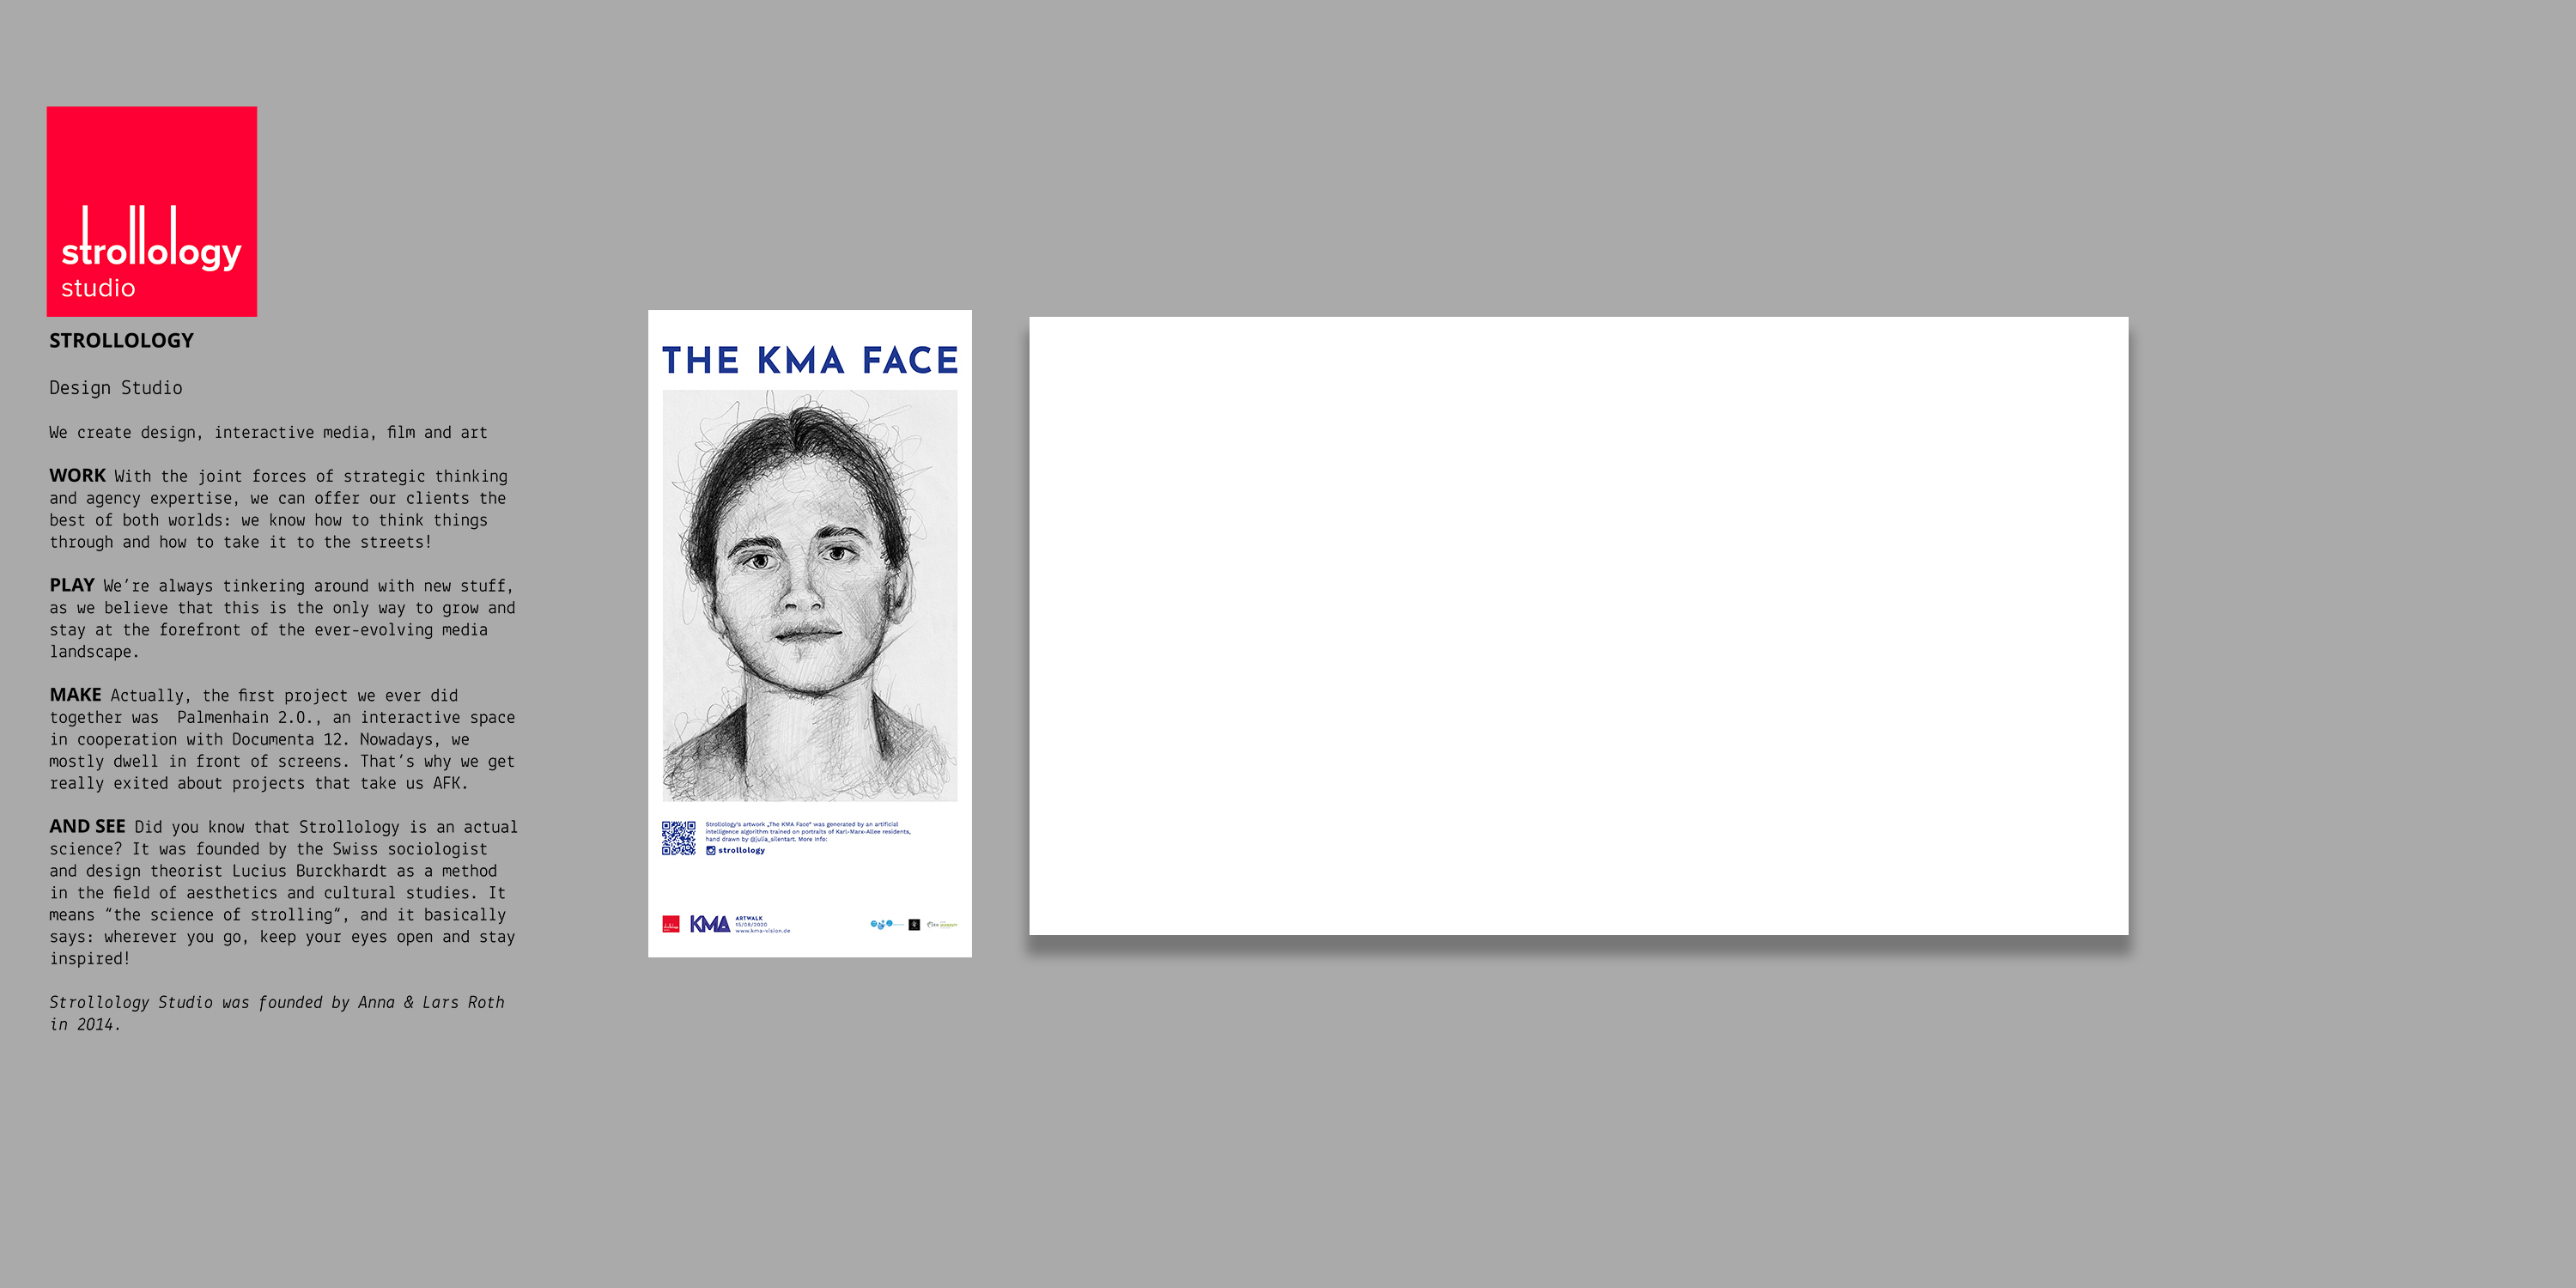 strollology
studio
STROLLOLOGY
Design Studio
We create design, interactive media, film and art
WORK With the joint forces of strategic thinking
and agency expertise, we can offer our clients the
best of both worlds: we know how to think things
through and how to take it to the streets!
PLAY We’re always tinkering around with new stuff,
as we believe that this is the only way to grow and
stay at the forefront of the ever-evolving media
landscape.
MAKE Actually, the first project we ever did
together was  Palmenhain 2.0., an interactive space
in cooperation with Documenta 12. Nowadays, we
mostly dwell in front of screens. That’s why we get
really exited about projects that take us AFK.
AND SEE Did you know that Strollology is an actual
science? It was founded by the Swiss sociologist
and design theorist Lucius Burckhardt as a method
in the field of aesthetics and cultural studies. It
means “the science of strolling“, and it basically
says: wherever you go, keep your eyes open and stay
inspired!
Strollology Studio was founded by Anna & Lars Roth
in 2014.
THE KMA FACE
Strollology's artwork „The KMA Face“ was generated by an artificial
intelligence algorithm trained on portraits of Karl-Marx-Allee residents,
hand drawn by @julia_silentart. More Info:
strollology
KMA
ARTWALK
15/08/2020
www.kma-vision.de